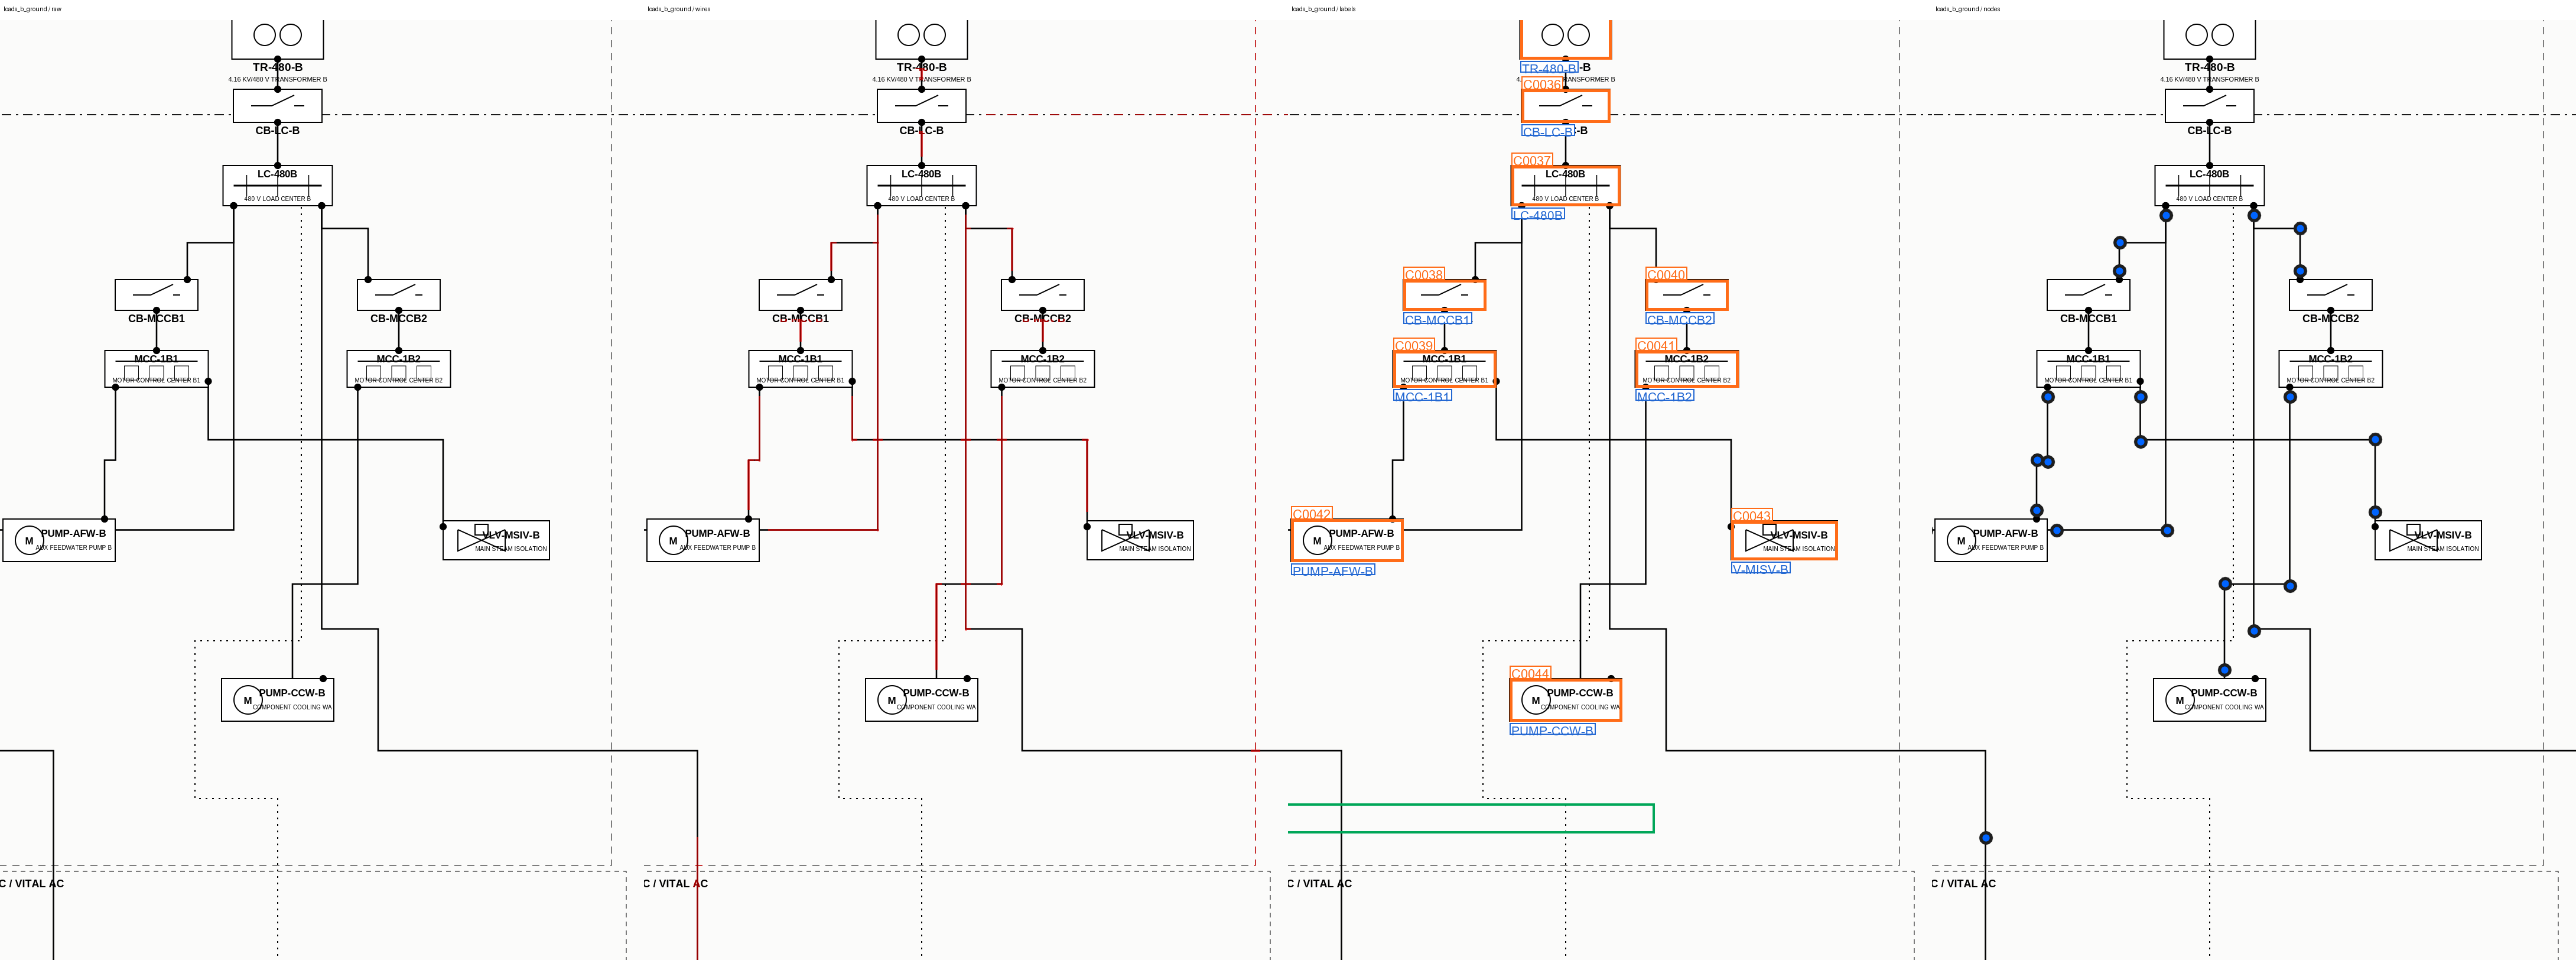 loads_b_ground / raw
TR-480-B
4.16 KV/480 V TRANSFORMER B
CB-LC-B
LC-480B
480 V LOAD CENTER B
CB-MCCB1
CB-MCCB2
MCC-1B1
MOTOR CONTROL CENTER B1
MCC-1B2
MOTOR CONTROL CENTER B2
M
PUMP-AFW-B
AUX FEEDWATER PUMP B
VLV-MSIV-B
MAIN STEAM ISOLATION
M
PUMP-CCW-B
COMPONENT COOLING WA
C / VITAL AC
loads_b_ground / wires
TR-480-B
4.16 KV/480 V TRANSFORMER B
CB-LC-B
LC-480B
480 V LOAD CENTER B
CB-MCCB1
CB-MCCB2
MCC-1B1
MOTOR CONTROL CENTER B1
MCC-1B2
MOTOR CONTROL CENTER B2
M
PUMP-AFW-B
AUX FEEDWATER PUMP B
VLV-MSIV-B
MAIN STEAM ISOLATION
M
PUMP-CCW-B
COMPONENT COOLING WA
C / VITAL AC
loads_b_ground / labels
TR-480-B
-B
4.
RANSFORMER B
C0036
CB-LC-B
-B
C0037
LC-480B
480 V LOAD CENTER B
LC-480B
C0038
C0040
CB-MCCB1
CB-MCCB2
C0039
MCC-1B1
MOTOR CONTROL CENTER B1
MCC-1B1
C0041
MCC-1B2
MOTOR CONTROL CENTER B2
MCC-1B2
C0042
M
PUMP-AFW-B
AUX FEEDWATER PUMP B
PUMP-AFW-B
C0043
VLV-MSIV-B
MAIN STEAM ISOLATION
V-MISV-B
C0044
M
PUMP-CCW-B
COMPONENT COOLING WA
PUMP-CCW-B
C / VITAL AC
loads_b_ground / nodes
TR-480-B
4.16 KV/480 V TRANSFORMER B
CB-LC-B
LC-480B
480 V LOAD CENTER B
CB-MCCB1
CB-MCCB2
MCC-1B1
MOTOR CONTROL CENTER B1
MCC-1B2
MOTOR CONTROL CENTER B2
M
PUMP-AFW-B
AUX FEEDWATER PUMP B
VLV-MSIV-B
MAIN STEAM ISOLATION
M
PUMP-CCW-B
COMPONENT COOLING WA
C / VITAL AC